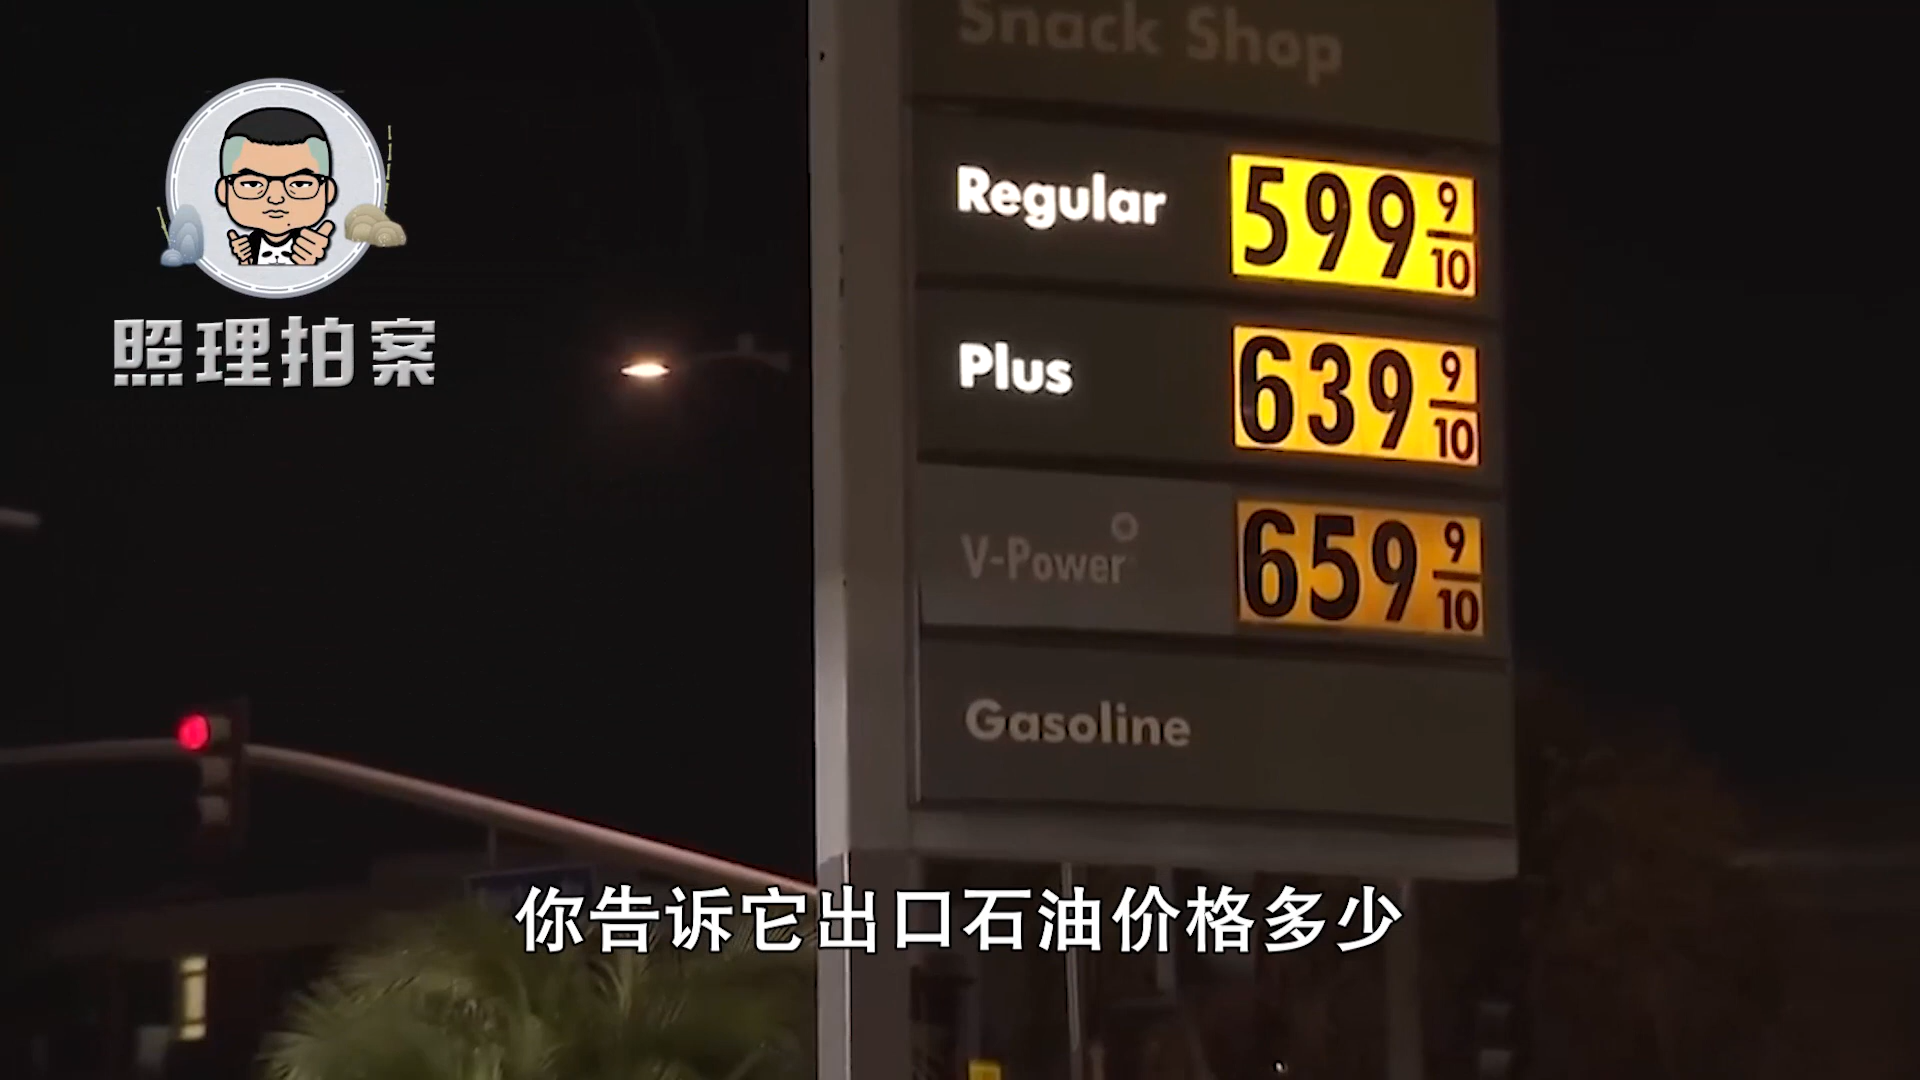 Snack Shop
Regular 599 9/10
照理拍案
Plus 639 9/10
V-Power 659 9/10
Gasoline
你告诉它出口石油价格多少